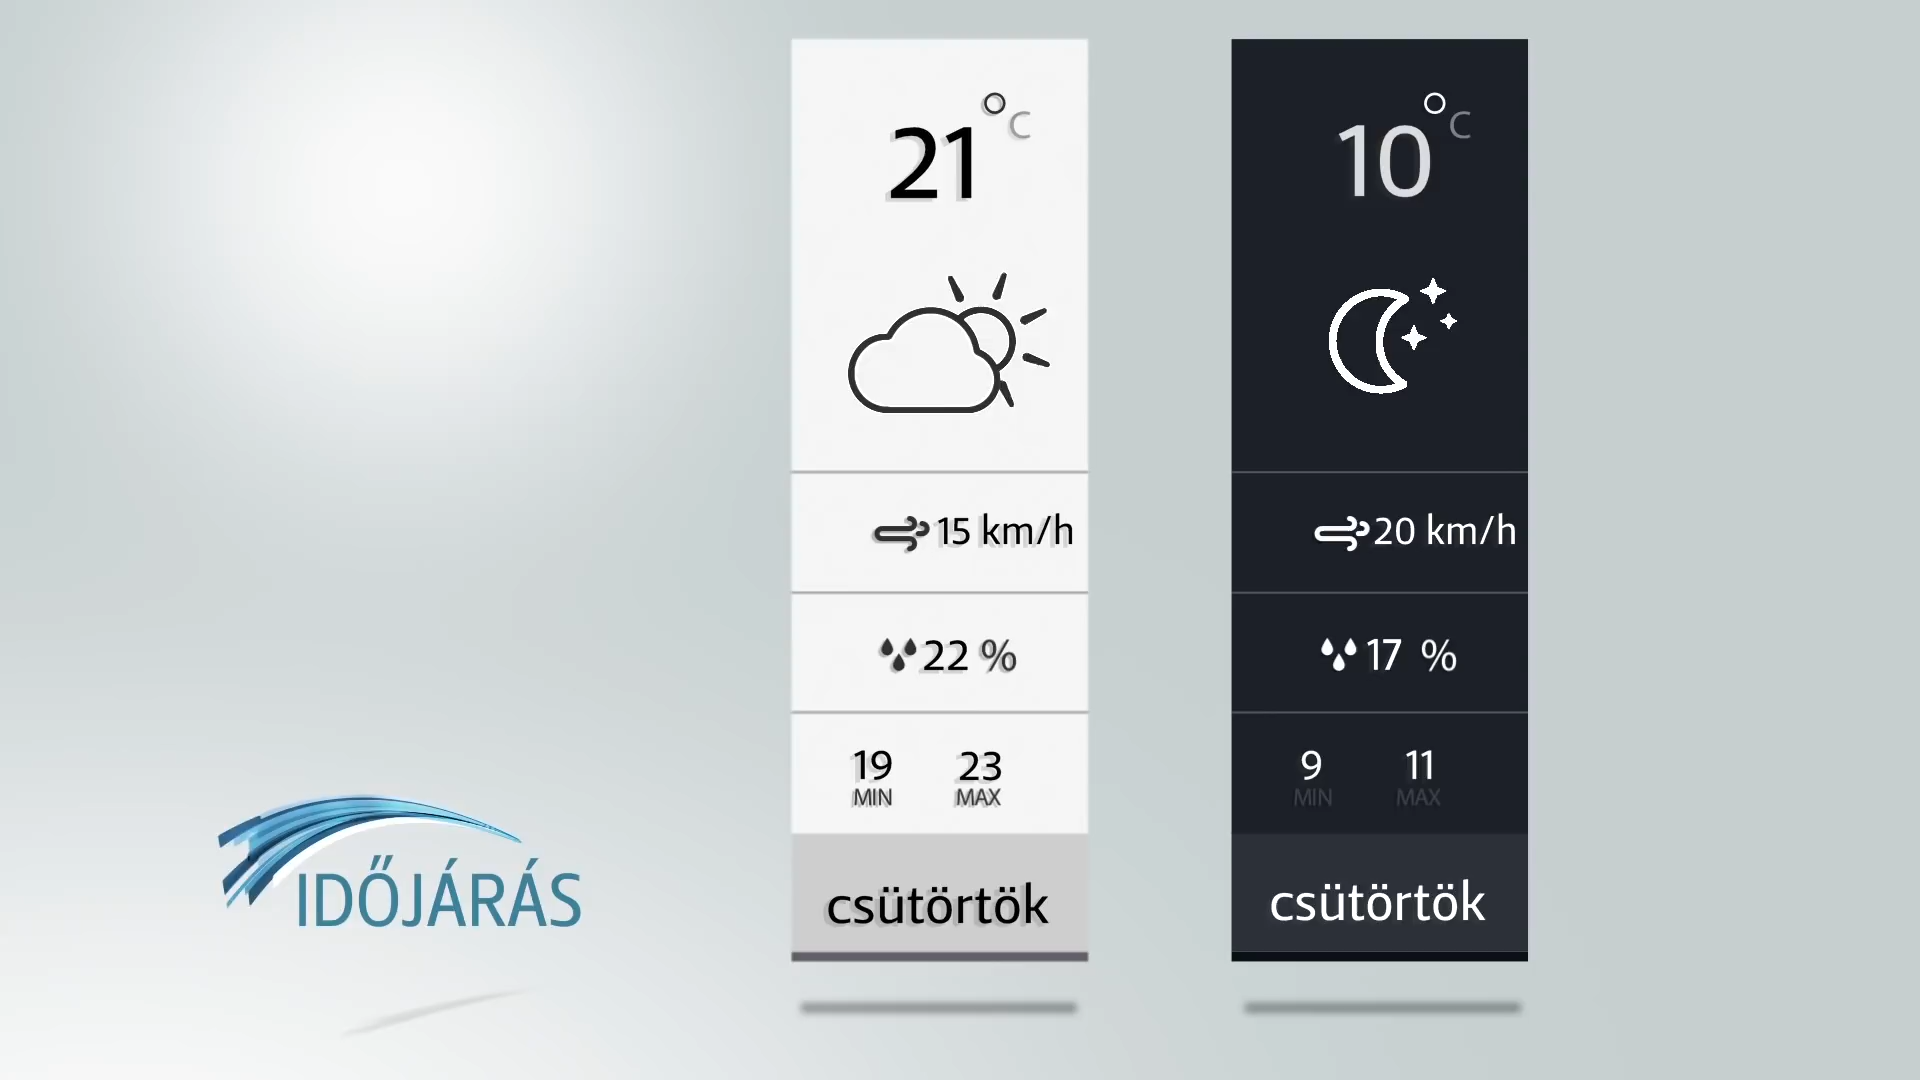 21 °C
15 km/h
22 %
19 23
MIN MAX
csütörtök
10 °C
20 km/h
17 %
9 11
MIN MAX
csütörtök
IDŐJÁRÁS